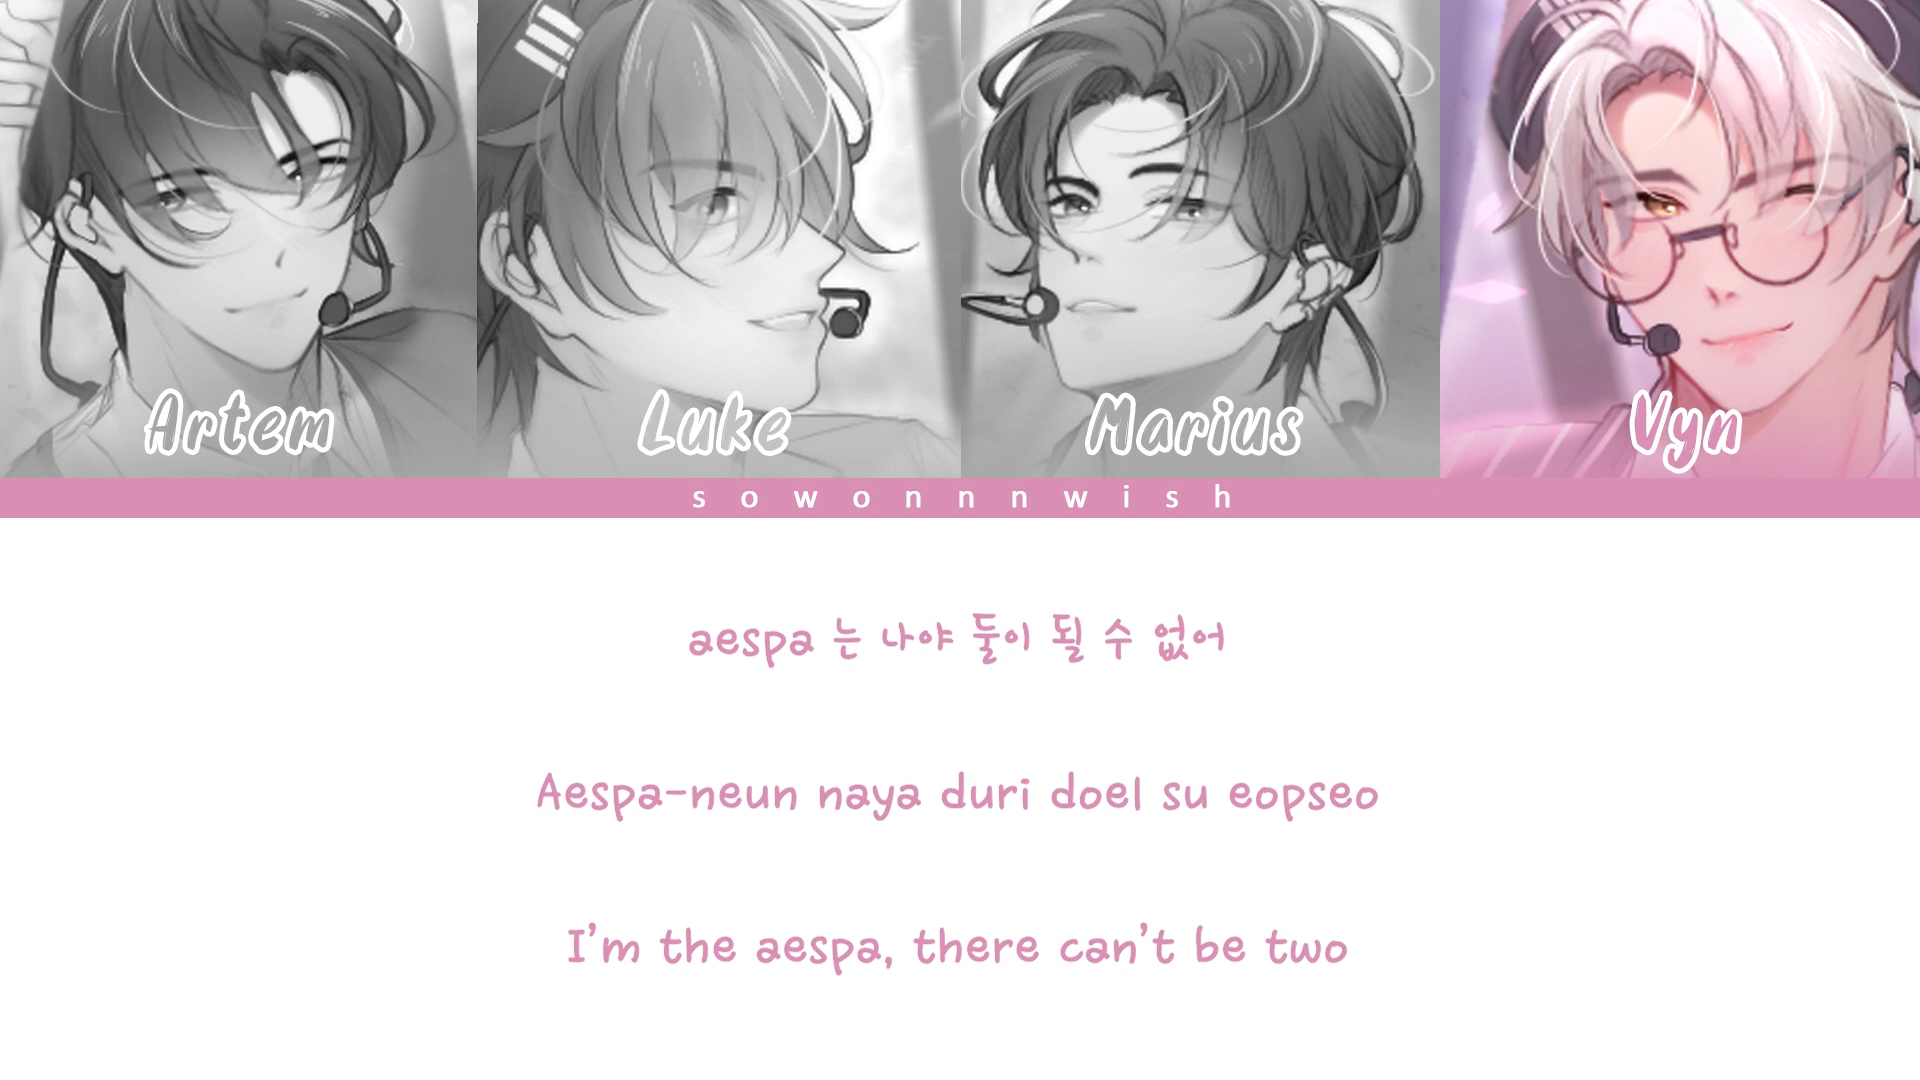 Artem
Luke
Marius
Vyn
sowonnnwish
aespa 는 나야 둘이 될 수 없어
Aespa-neun naya duri doel su eopseo
I'm the aespa, there can't be two